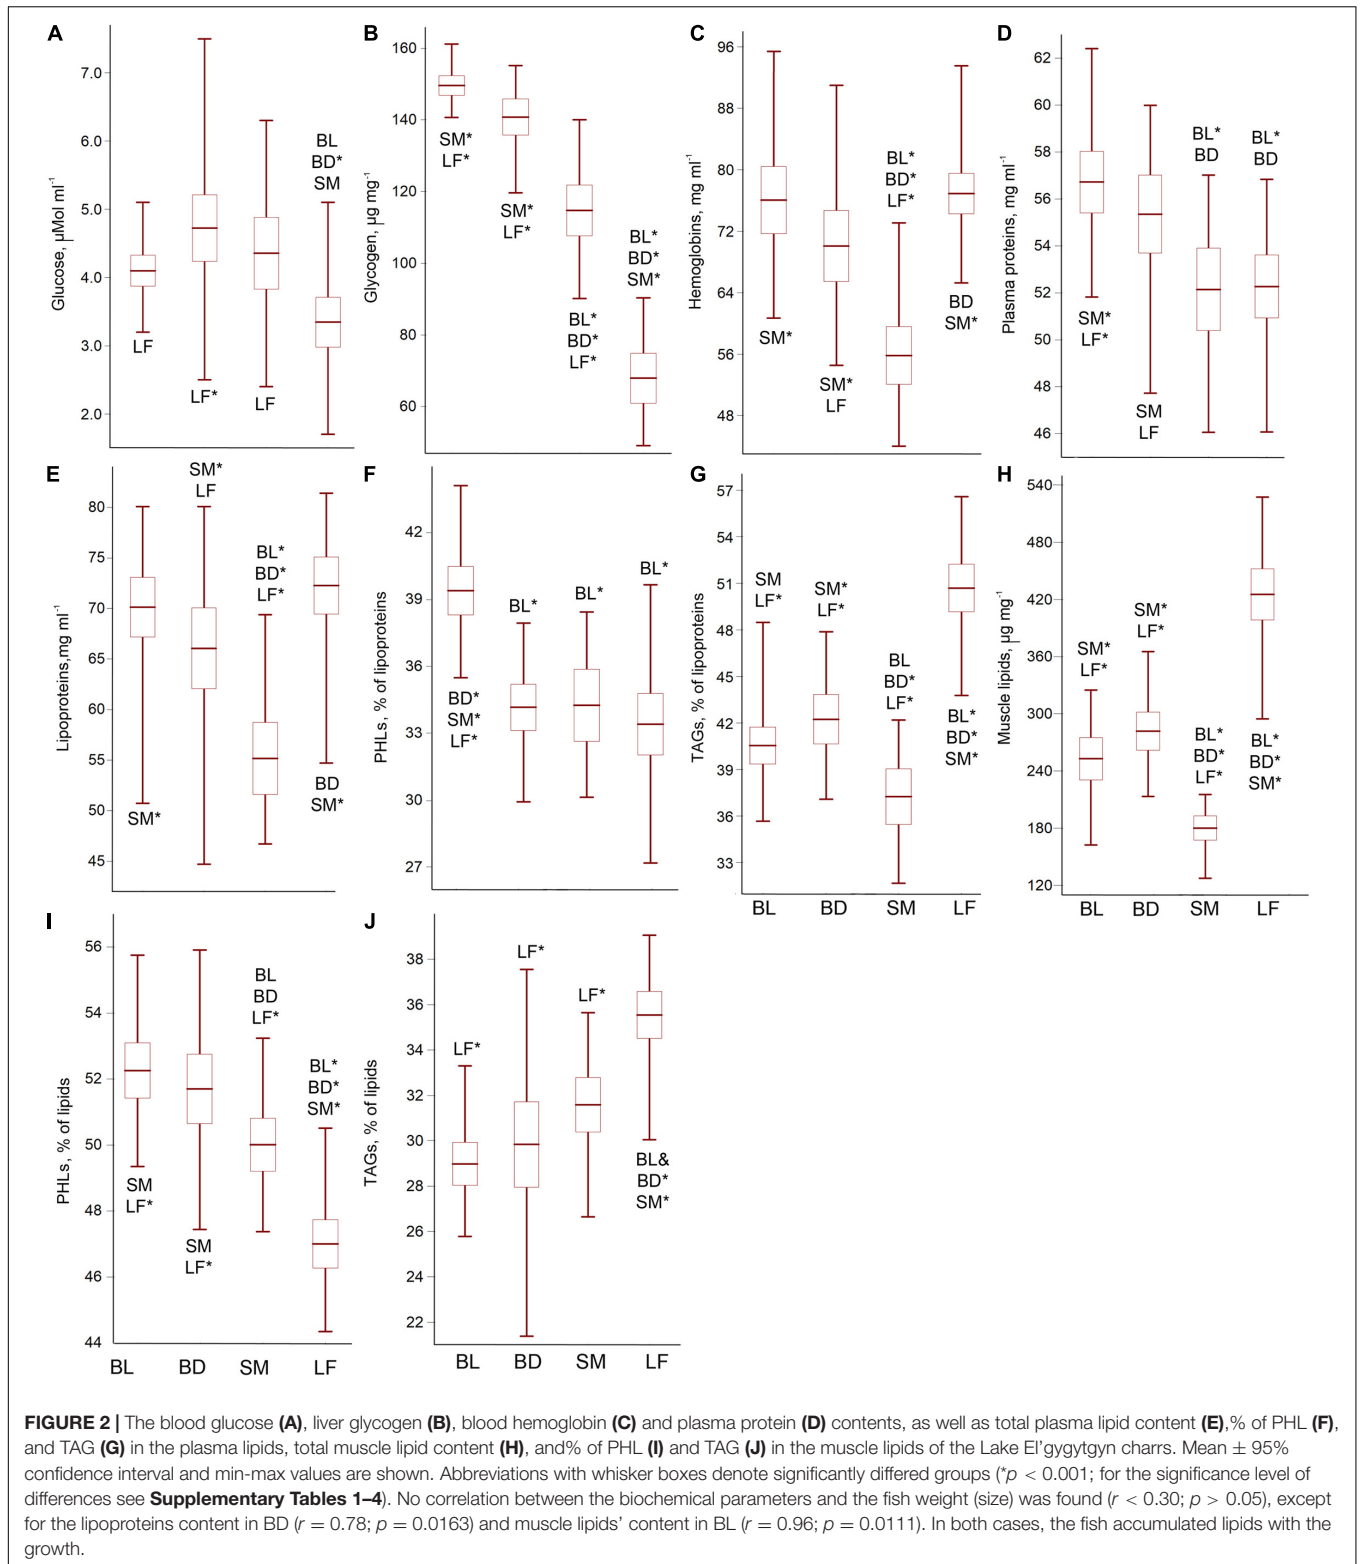 A
7.0
6.0
5.0
4.0
3.0
2.0
Glucose, µMol ml-1
LF
LF*
LF
BL
BD*
SM
B
160
140
120
100
80
60
Glycogen, µg mg-1
SM*
LF*
SM*
LF*
BL*
BD*
LF*
BL*
BD*
SM*
C
96
88
80
72
64
56
48
Hemoglobins, mg ml-1
SM*
SM*
LF
BL*
BD*
LF*
BD
SM*
D
62
60
58
56
54
52
50
48
46
Plasma proteins, mg ml-1
SM*
LF*
SM
LF
BL*
BD
BL*
BD
E
80
75
70
65
60
55
50
45
Lipoproteins,mg ml-1
SM*
SM*
LF
BL*
BD*
LF*
BD
SM*
F
42
39
36
33
30
27
PHLs, % of lipoproteins
BD*
SM*
LF*
BL*
BL*
BL*
G
57
54
51
48
45
42
39
36
33
TAGs, % of lipoproteins
SM
LF*
SM*
LF*
BL
BD*
LF*
BL*
BD*
SM*
BL BD SM LF
H
540
480
420
360
300
240
180
120
Muscle lipids, µg mg-1
SM*
LF*
SM*
LF*
BL*
BD*
LF*
BL*
BD*
SM*
BL BD SM LF
I
56
54
52
50
48
46
44
PHLs, % of lipids
SM
LF*
SM
LF*
BL
BD
LF*
BL*
BD*
SM*
BL BD SM LF
J
38
36
34
32
30
28
26
24
22
TAGs, % of lipids
LF*
LF*
LF*
BL&
BD*
SM*
BL BD SM LF
FIGURE 2 | The blood glucose (A), liver glycogen (B), blood hemoglobin (C) and plasma protein (D) contents, as well as total plasma lipid content (E),% of PHL (F),
and TAG (G) in the plasma lipids, total muscle lipid content (H), and% of PHL (I) and TAG (J) in the muscle lipids of the Lake El'gygytgyn charrs. Mean ± 95%
confidence interval and min-max values are shown. Abbreviations with whisker boxes denote significantly differed groups (*p < 0.001; for the significance level of
differences see Supplementary Tables 1–4). No correlation between the biochemical parameters and the fish weight (size) was found (r < 0.30; p > 0.05), except
for the lipoproteins content in BD (r = 0.78; p = 0.0163) and muscle lipids' content in BL (r = 0.96; p = 0.0111). In both cases, the fish accumulated lipids with the
growth.